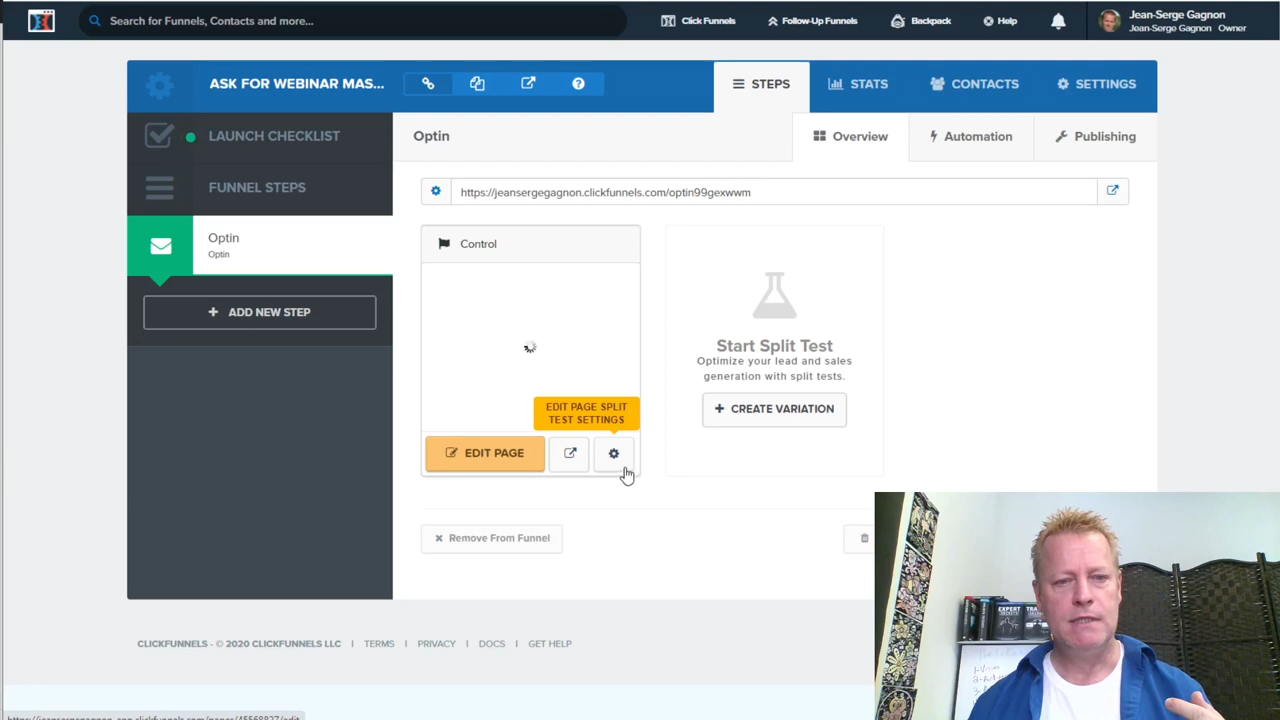 Search for Funnels, Contacts and more...
Click Funnels
Follow-Up Funnels
Backpack
Help
Jean-Serge Gagnon
Jean-Serge Gagnon Owner
ASK FOR WEBINAR MAS...
STEPS
STATS
CONTACTS
SETTINGS
LAUNCH CHECKLIST
Optin
Overview
Automation
Publishing
FUNNEL STEPS
https://jeansergegagnon.clickfunnels.com/optin99gexwwm
Optin
Optin
Control
ADD NEW STEP
Start Split Test
Optimize your lead and sales
generation with split tests.
CREATE VARIATION
EDIT PAGE SPLIT
TEST SETTINGS
EDIT PAGE
Remove From Funnel
CLICKFUNNELS - © 2020 CLICKFUNNELS LLC | TERMS | PRIVACY | DOCS | GET HELP
EXPERT
SECRETS